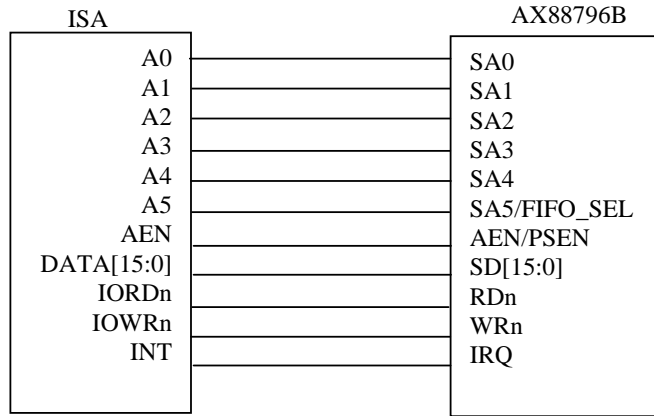 ISA
AX88796B
A0
SA0
A1
SA1
A2
SA2
A3
SA3
A4
SA4
A5
SA5/FIFO_SEL
AEN
AEN/PSEN
DATA[15:0]
SD[15:0]
IORDn
RDn
IOWRn
WRn
INT
IRQ